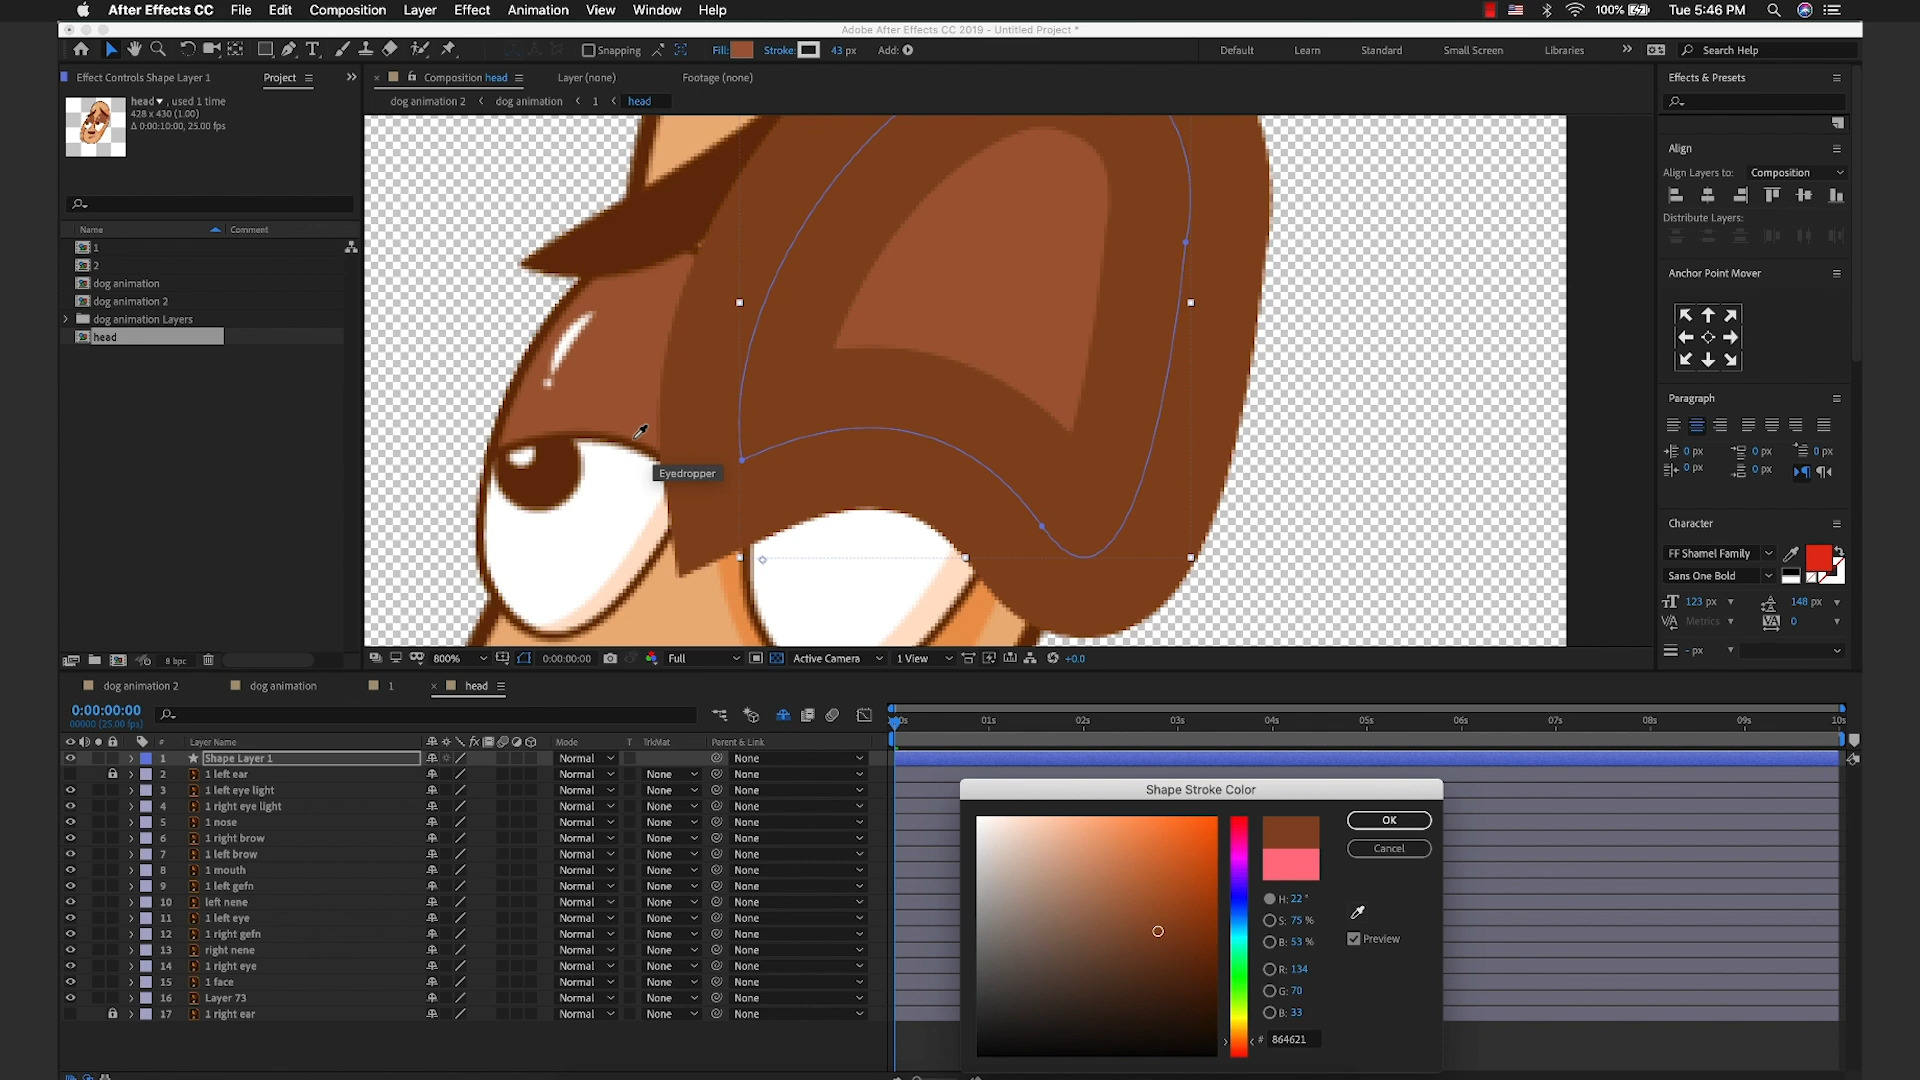 After Effects CC File Edit Composition Layer Effect Animation View Window Help 100% Tue 5:46 PM
Adobe After Effects CC 2019 - Untitled Project *
Snapping Fill: Stroke: 43 px Add: Default Learn Standard Small Screen Libraries Search Help
Effect Controls Shape Layer 1 Project Composition head Layer (none) Footage (none) Effects & Presets
head , used 1 time
428 x 430 (1.00)
Δ 0:00:10:00, 25.00 fps
dog animation 2 dog animation 1 head
Align
Align Layers to: Composition
Distribute Layers:
Name Comment
1
2
dog animation
dog animation 2
dog animation Layers
head
Anchor Point Mover
Paragraph
0 px 0 px 0 px
0 px 0 px
Eyedropper
Character
FF Shamel Family
Sans One Bold
123 px 148 px
Metrics 0
- px
8 bpc 800% 0:00:00:00 Full Active Camera 1 View +0.0
dog animation 2 dog animation 1 head
0:00:00:00
00000 (25.00 fps)
01s 02s 03s 04s 05s 06s 07s 08s 09s 10s
# Layer Name Mode T TrkMat Parent & Link
1 Shape Layer 1 Normal None
2 1 left ear Normal None None
3 1 left eye light Normal None None
4 1 right eye light Normal None None
5 1 nose Normal None None
6 1 right brow Normal None None
7 1 left brow Normal None None
8 1 mouth Normal None None
9 1 left gefn Normal None None
10 left nene Normal None None
11 1 left eye Normal None None
12 1 right gefn Normal None None
13 right nene Normal None None
14 1 right eye Normal None None
15 1 face Normal None None
16 Layer 73 Normal None None
17 1 right ear Normal None None
Shape Stroke Color
OK
Cancel
H: 22 °
S: 75 %
B: 53 %
Preview
R: 134
G: 70
B: 33
# 864621